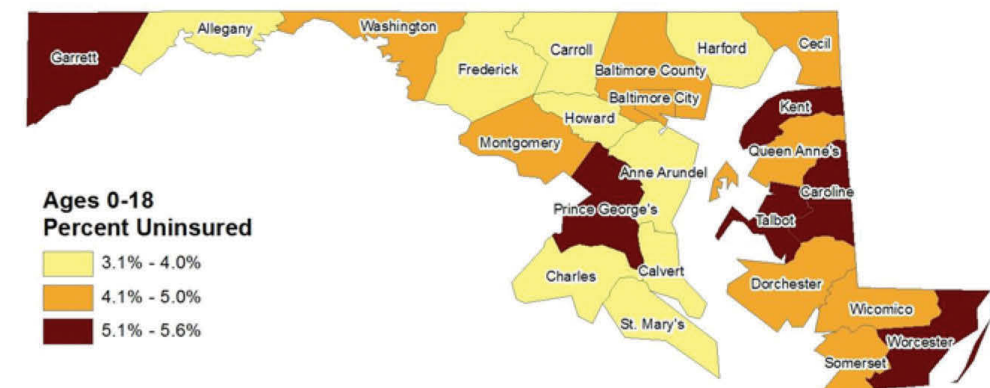 Garrett
Allegany
Washington
Frederick
Carroll
Harford
Cecil
Baltimore County
Baltimore City
Howard
Montgomery
Kent
Queen Anne's
Anne Arundel
Caroline
Prince George's
Talbot
Charles
Calvert
St. Mary's
Dorchester
Wicomico
Worcester
Somerset
Ages 0-18
Percent Uninsured
3.1% - 4.0%
4.1% - 5.0%
5.1% - 5.6%